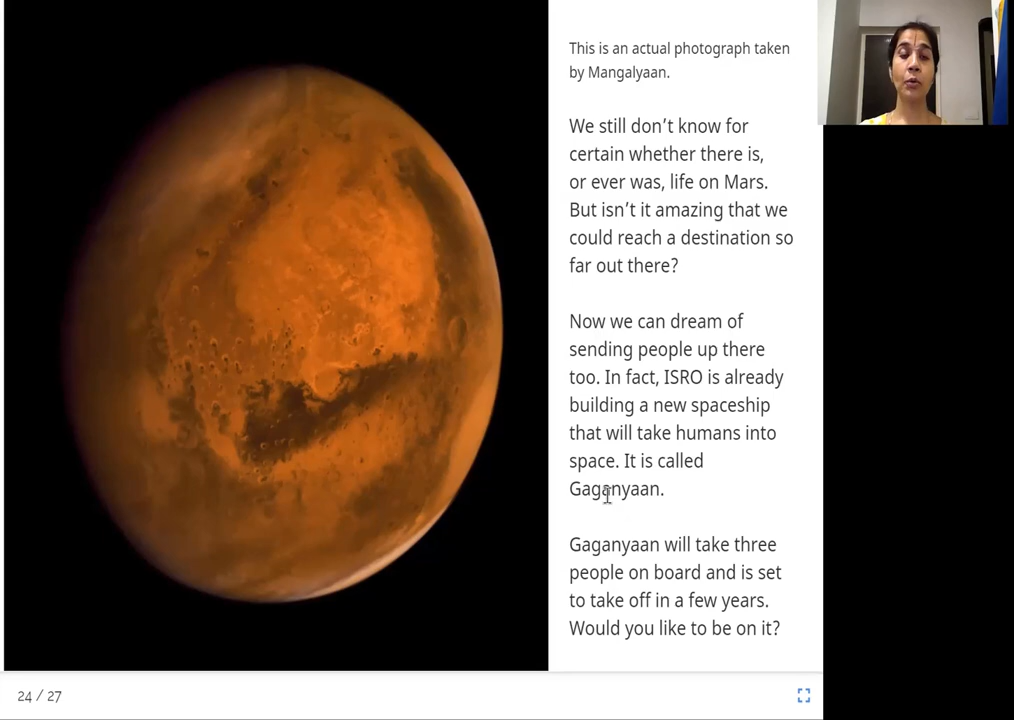 This is an actual photograph taken
by Mangalyaan.
We still don’t know for
certain whether there is,
or ever was, life on Mars.
But isn’t it amazing that we
could reach a destination so
far out there?
Now we can dream of
sending people up there
too. In fact, ISRO is already
building a new spaceship
that will take humans into
space. It is called
Gaganyaan.
Gaganyaan will take three
people on board and is set
to take off in a few years.
Would you like to be on it?
24 / 27